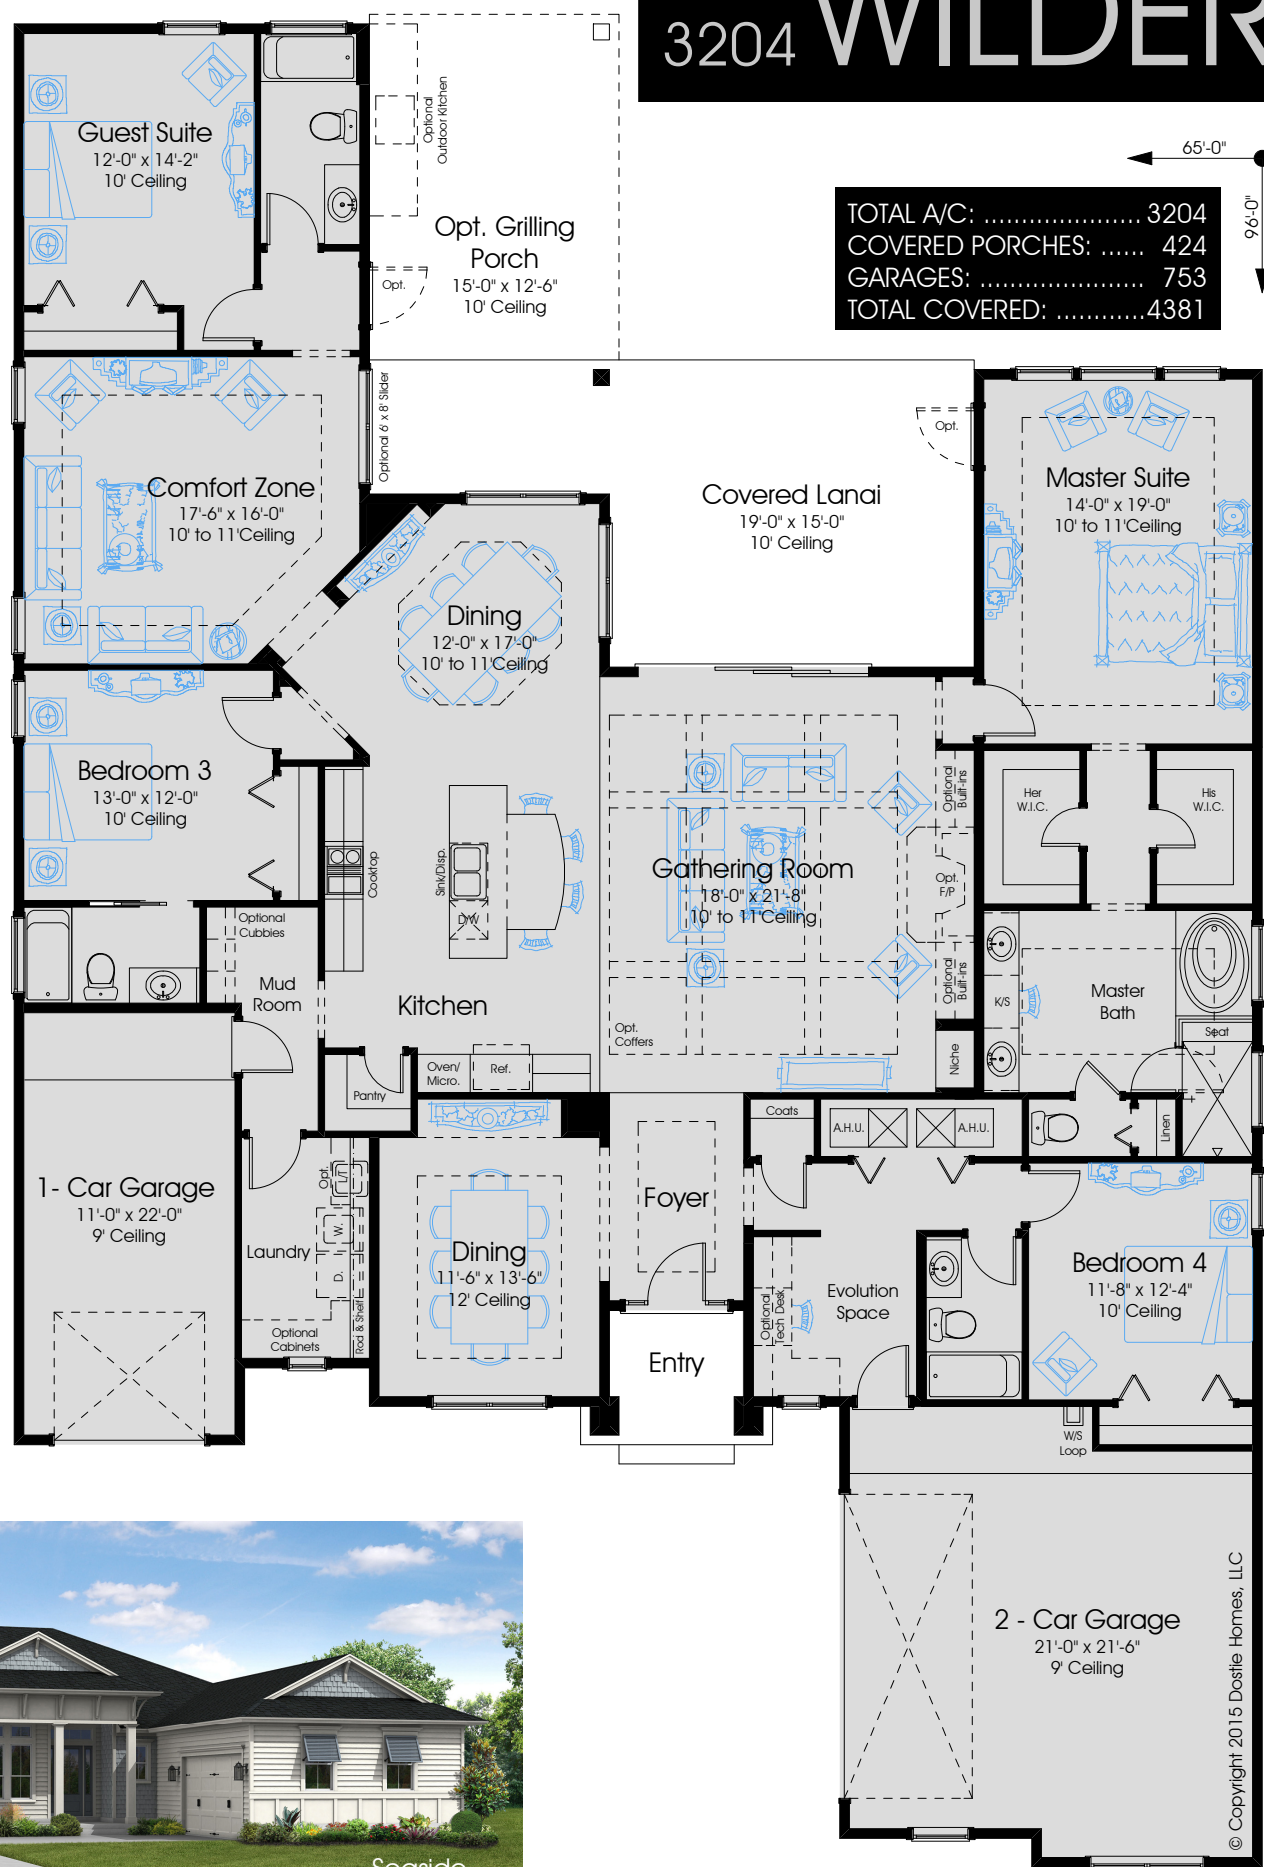 3204 WILDER
65'-0"
96'-0"
TOTAL A/C: ..................... 3204
COVERED PORCHES: ...... 424
GARAGES: ...................... 753
TOTAL COVERED: ............4381
Guest Suite
12'-0" x 14'-2"
10' Ceiling
Optional
Outdoor Kitchen
Opt. Grilling
Porch
15'-0" x 12'-6"
10' Ceiling
Opt.
Optional 6' x 8' Slider
Comfort Zone
17'-6" x 16'-0"
10' to 11'Ceiling
Covered Lanai
19'-0" x 15'-0"
10' Ceiling
Opt.
Master Suite
14'-0" x 19'-0"
10' to 11'Ceiling
Dining
12'-0" x 17'-0"
10' to 11'Ceiling
Bedroom 3
13'-0" x 12'-0"
10' Ceiling
Cooktop
Sink/Disp.
D/W
Gathering Room
18'-0" x 21'-8"
10' to 11'Ceiling
Optional
Built-ins
Opt.
F/P
Optional
Built-ins
Her
W.I.C.
His
W.I.C.
Optional
Cubbies
Mud
Room
Kitchen
Opt.
Coffers
Niche
K/S
Master
Bath
Seat
Oven/
Micro.
Ref.
Pantry
Coats
A.H.U.
A.H.U.
Linen
1- Car Garage
11'-0" x 22'-0"
9' Ceiling
Opt.
L/T
W.
D.
Laundry
Rod & Shelf
Optional
Cabinets
Dining
11'-6" x 13'-6"
12' Ceiling
Foyer
Entry
Optional
Tech Desk
Evolution
Space
Bedroom 4
11'-8" x 12'-4"
10' Ceiling
W/S
Loop
2 - Car Garage
21'-0" x 21'-6"
9' Ceiling
© Copyright 2015 Dostie Homes, LLC
Seaside